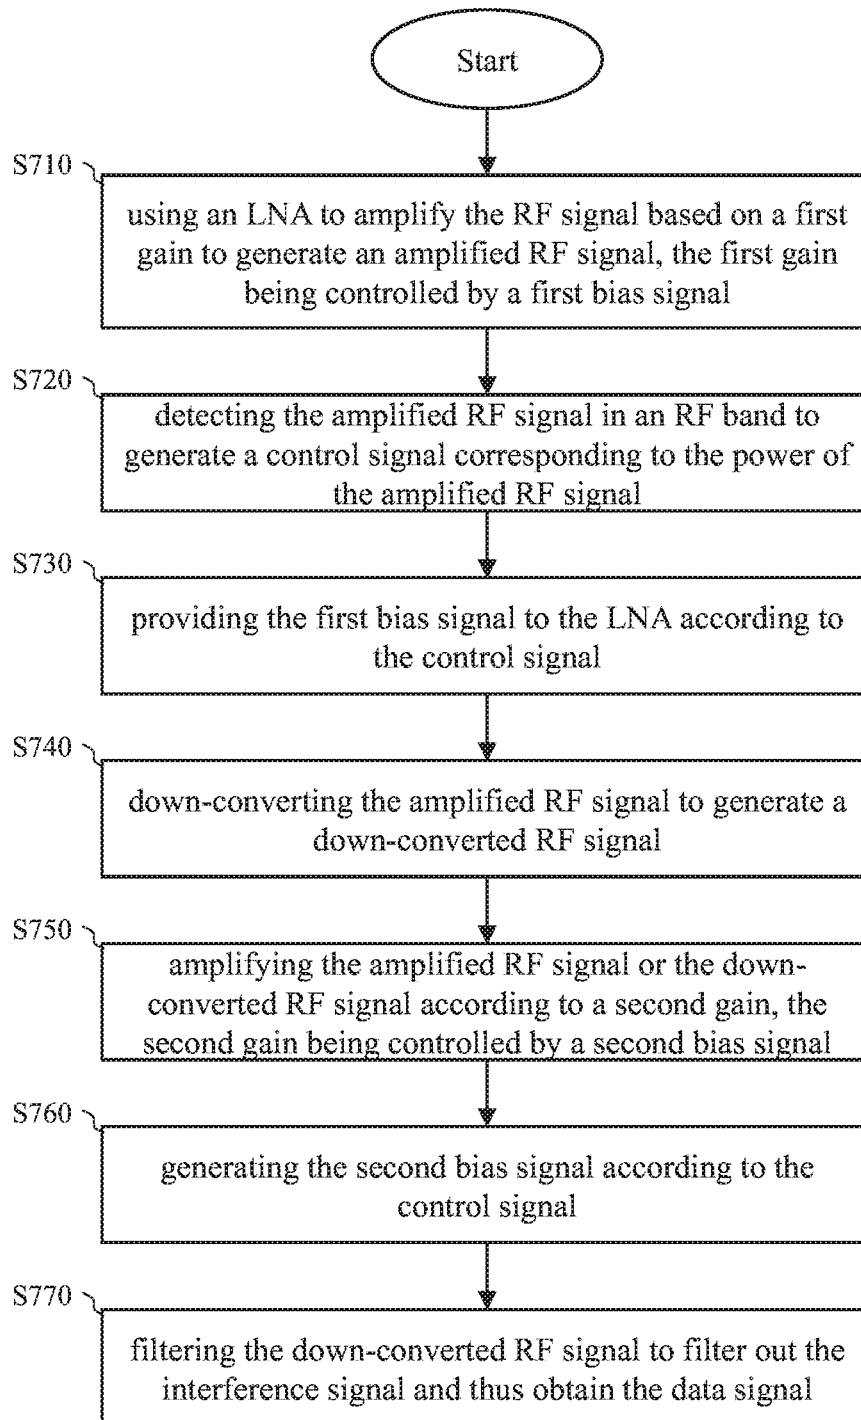 Start
S710
using an LNA to amplify the RF signal based on a first
gain to generate an amplified RF signal, the first gain
being controlled by a first bias signal
S720
detecting the amplified RF signal in an RF band to
generate a control signal corresponding to the power of
the amplified RF signal
S730
providing the first bias signal to the LNA according to
the control signal
S740
down-converting the amplified RF signal to generate a
down-converted RF signal
S750
amplifying the amplified RF signal or the down-
converted RF signal according to a second gain, the
second gain being controlled by a second bias signal
S760
generating the second bias signal according to the
control signal
S770
filtering the down-converted RF signal to filter out the
interference signal and thus obtain the data signal